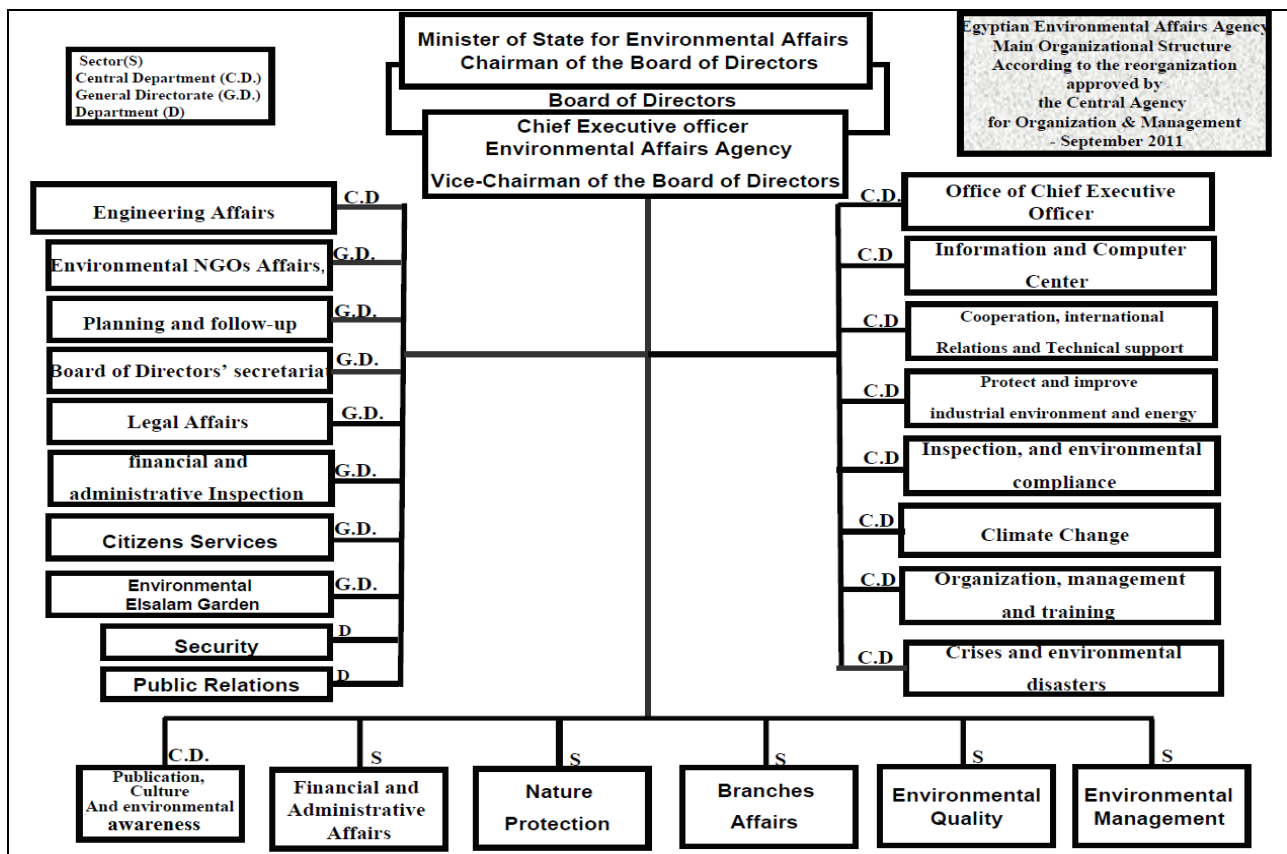 Sector(S)
Central Department (C.D.)
General Directorate (G.D.)
Department (D)
Minister of State for Environmental Affairs
Chairman of the Board of Directors
Board of Directors
Chief Executive officer
Environmental Affairs Agency
Vice-Chairman of the Board of Directors
Egyptian Environmental Affairs Agency
Main Organizational Structure
According to the reorganization
approved by
the Central Agency
for Organization & Management
- September 2011
C.D
Engineering Affairs
G.D.
Environmental NGOs Affairs,
G.D.
Planning and follow-up
G.D.
Board of Directors’ secretariat
G.D.
Legal Affairs
G.D.
financial and
administrative Inspection
G.D.
Citizens Services
G.D.
Environmental
Elsalam Garden
D
Security
D
Public Relations
C.D.
Office of Chief Executive
Officer
C.D
Information and Computer
Center
C.D
Cooperation, international
Relations and Technical support
C.D
Protect and improve
industrial environment and energy
C.D
Inspection, and environmental
compliance
C.D
Climate Change
C.D
Organization, management
and training
C.D
Crises and environmental
disasters
C.D.
Publication,
Culture
And environmental
awareness
S
Financial and
Administrative
Affairs
S
Nature
Protection
S
Branches
Affairs
S
Environmental
Quality
S
Environmental
Management